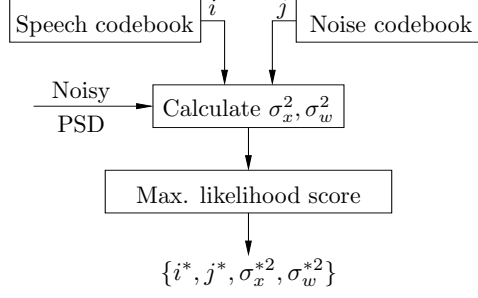 Speech codebook
i
j
Noise codebook
Noisy
PSD
Calculate σ_x^2, σ_w^2
Max. likelihood score
{i*, j*, σ_x^{*2}, σ_w^{*2}}